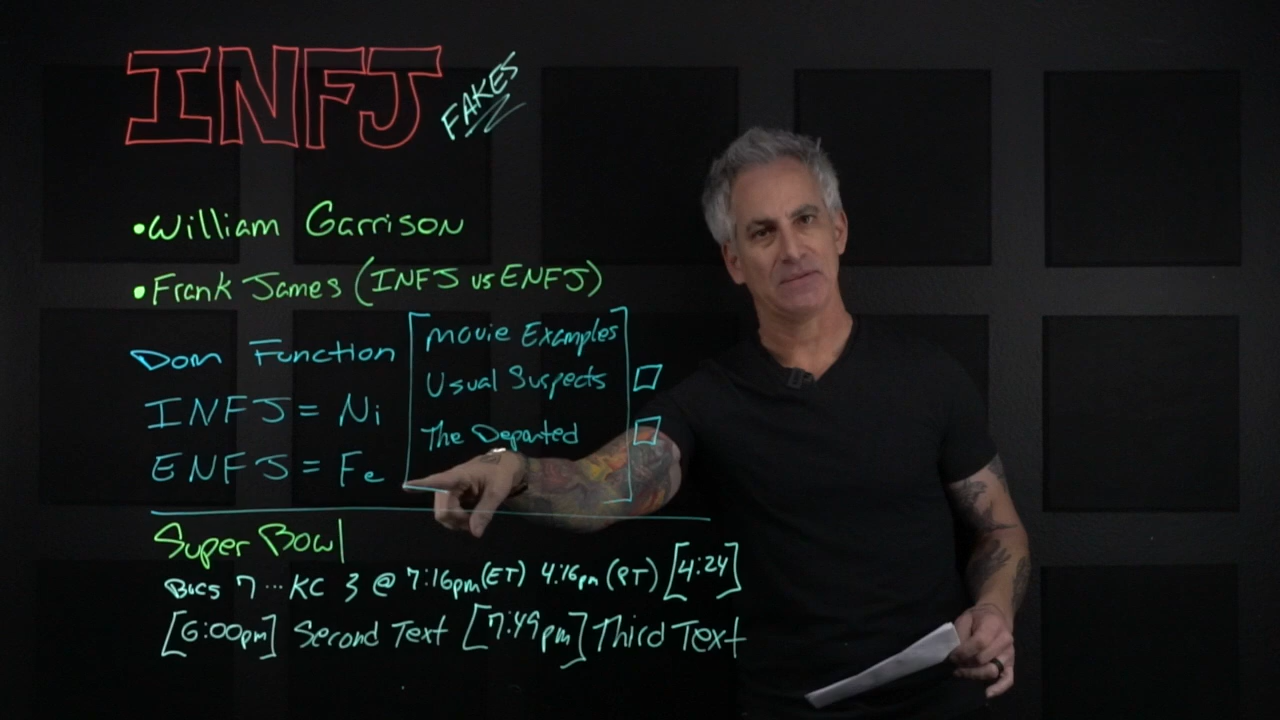 INFJ FAKES
•William Garrison
•Frank James (INFJ vs ENFJ)
Dom Function
INFJ = Ni
ENFJ = Fe
[Movie Examples]
Usual Suspects
The Departed
Super Bowl
Bucs 7 ... KC 3 @ 7:16pm (ET) 4:16pm (PT) [4:24]
[6:00pm] Second Text [7:49pm] Third Text